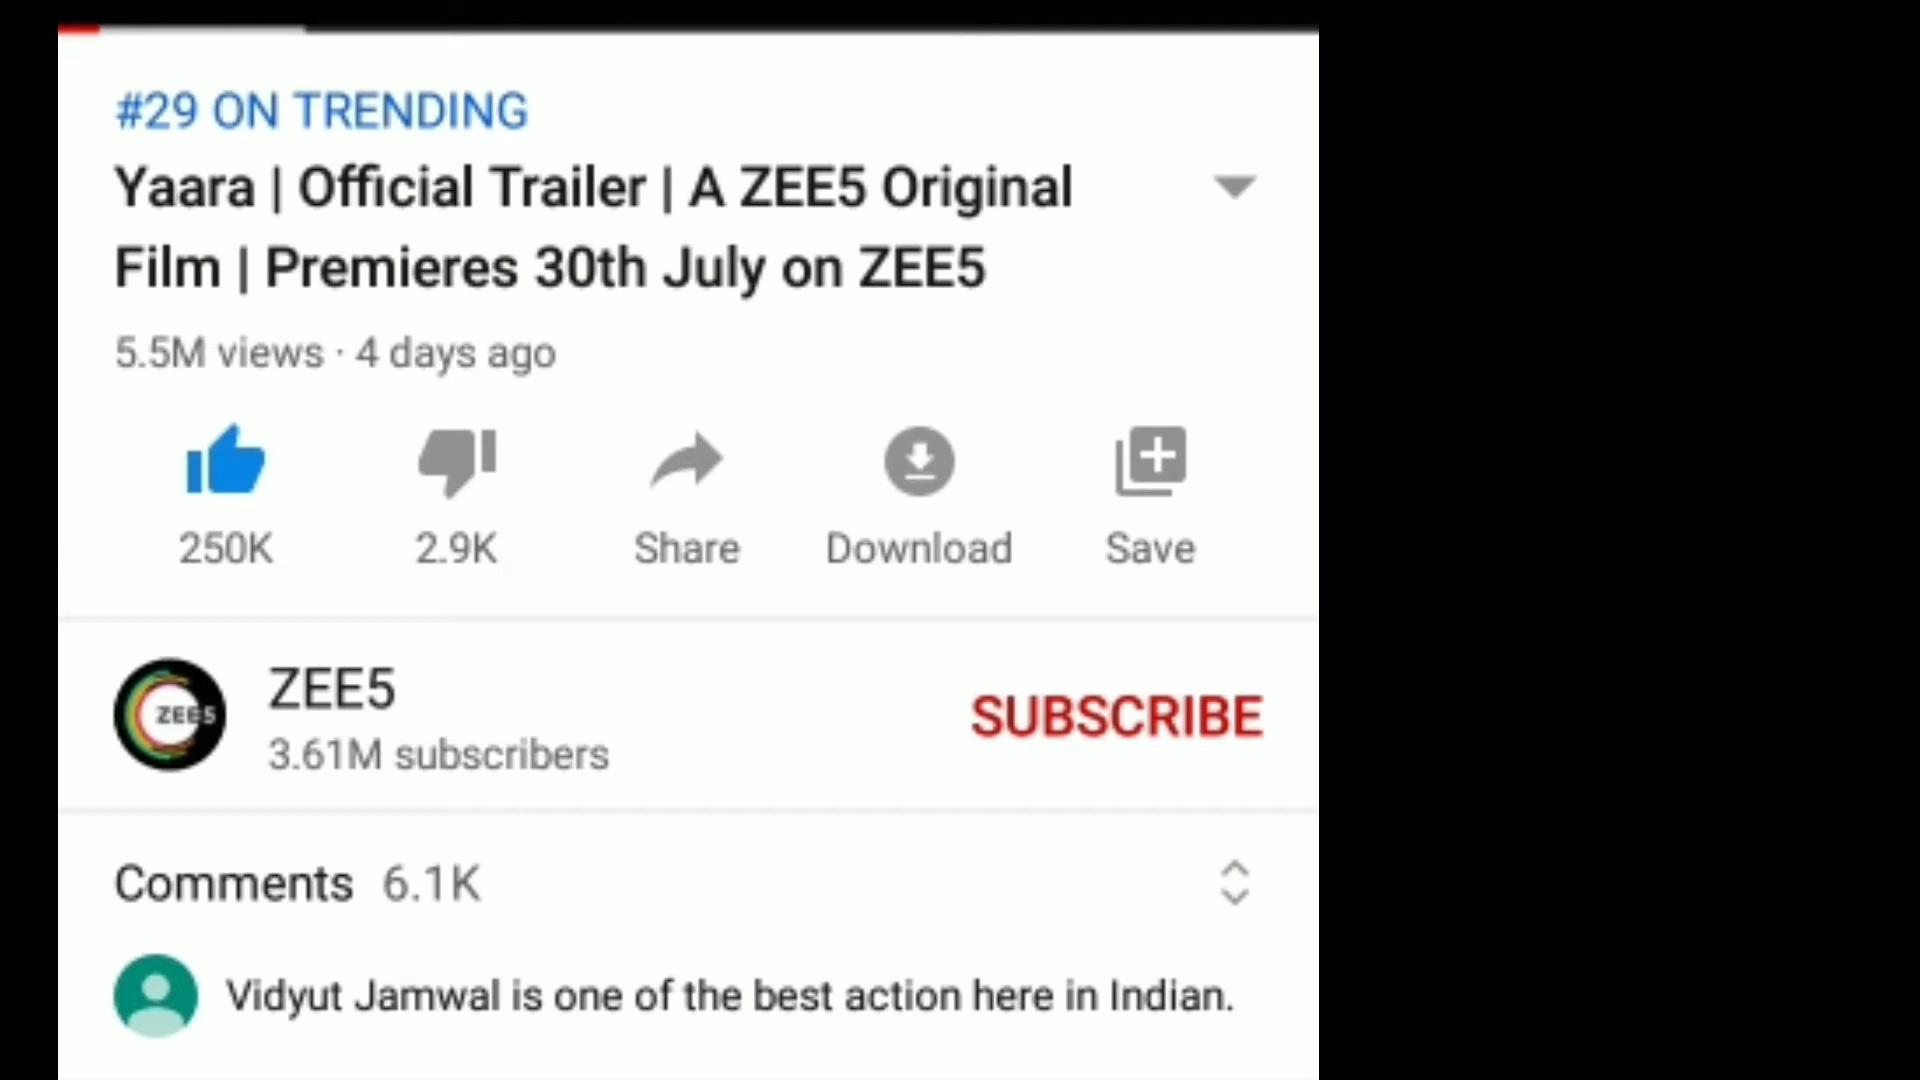 #29 ON TRENDING
Yaara | Official Trailer | A ZEE5 Original
Film | Premieres 30th July on ZEE5
5.5M views · 4 days ago
250K 2.9K Share Download Save
ZEE5
ZEE5
3.61M subscribers
SUBSCRIBE
Comments 6.1K
Vidyut Jamwal is one of the best action here in Indian.